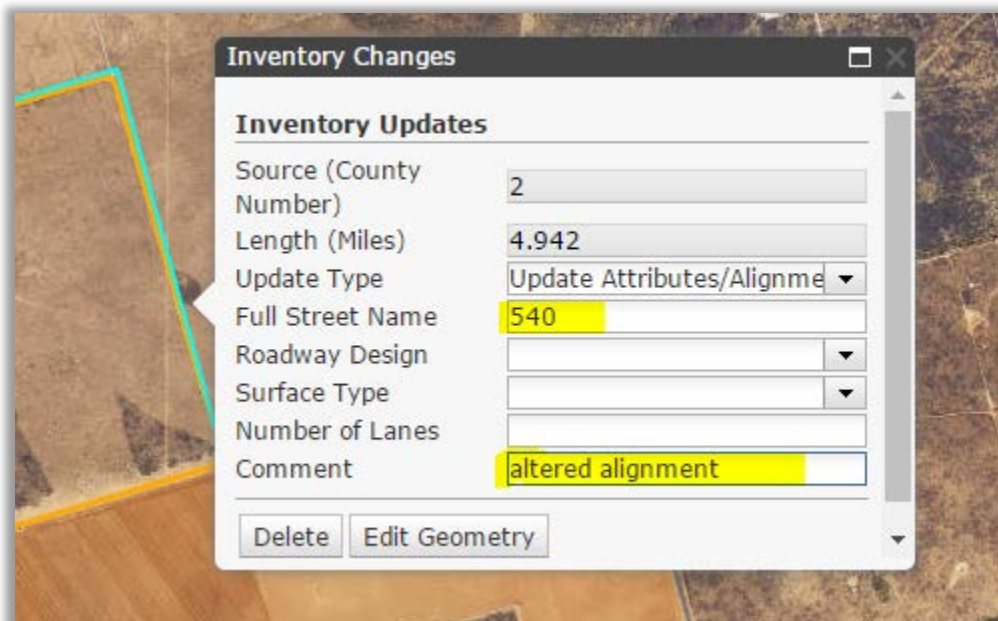 Inventory Changes
Inventory Updates
Source (County
Number)
2
Length (Miles)
4.942
Update Type
Update Attributes/Alignme
Full Street Name
540
Roadway Design
Surface Type
Number of Lanes
Comment
altered alignment
Delete
Edit Geometry